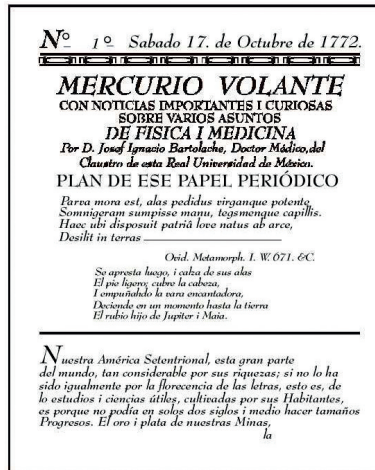 Nº 1º Sabado 17. de Octubre de 1772.
MERCURIO VOLANTE
CON NOTICIAS IMPORTANTES I CURIOSAS
SOBRE VARIOS ASUNTOS
DE FISICA I MEDICINA
Por D. Josef Ignacio Bartolache, Doctor Médico, del
Claustro de esta Real Universidad de México.
PLAN DE ESE PAPEL PERIÓDICO
Parva mora est, alas pedidus virganque potente
Somnigeram sumpisse manu, tegsmenque capillis.
Haec ubi disposuit patriâ love natus ab arce,
Desilit in terras
Ovid. Metamorph. I. W. 671. &C.
Se apresta luego, i calza de sus alas
El pie ligero; cubre la cabeza,
I empuñando la vara encantadora,
Deciende en un momento hasta la tierra
El rubio hijo de Jupiter i Maia.
Nuestra América Setentrional, esta gran parte
del mundo, tan considerable por sus riquezas; si no lo ha
sido igualmente por la florecencia de las letras, esto es, de
lo estudios i ciencias útiles, cultivadas por sus Habitantes,
es porque no podia en solos dos siglos i medio hacer tamaños
Progresos. El oro i plata de nuestras Minas,
la